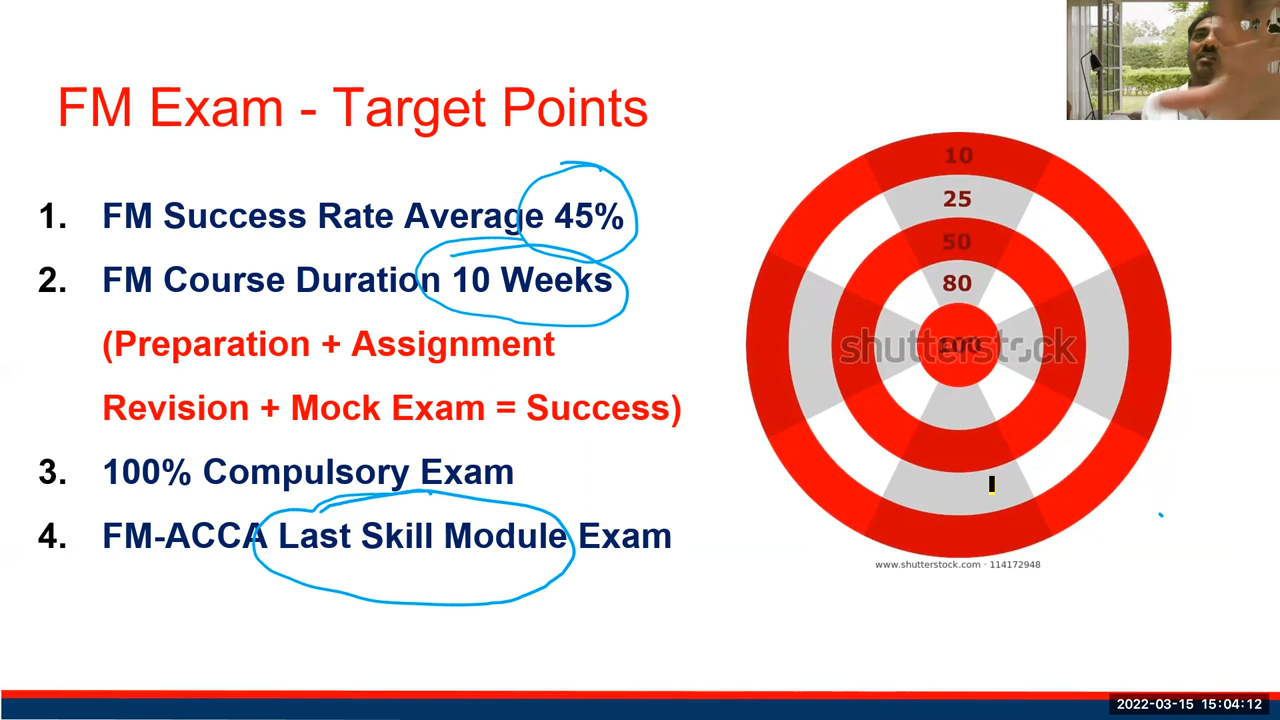 FM Exam - Target Points
1. FM Success Rate Average 45%
2. FM Course Duration 10 Weeks
(Preparation + Assignment
Revision + Mock Exam = Success)
3. 100% Compulsory Exam
4. FM-ACCA Last Skill Module Exam
10
25
50
80
100
shutterstock
www.shutterstock.com · 114172948
2022-03-15 15:04:12